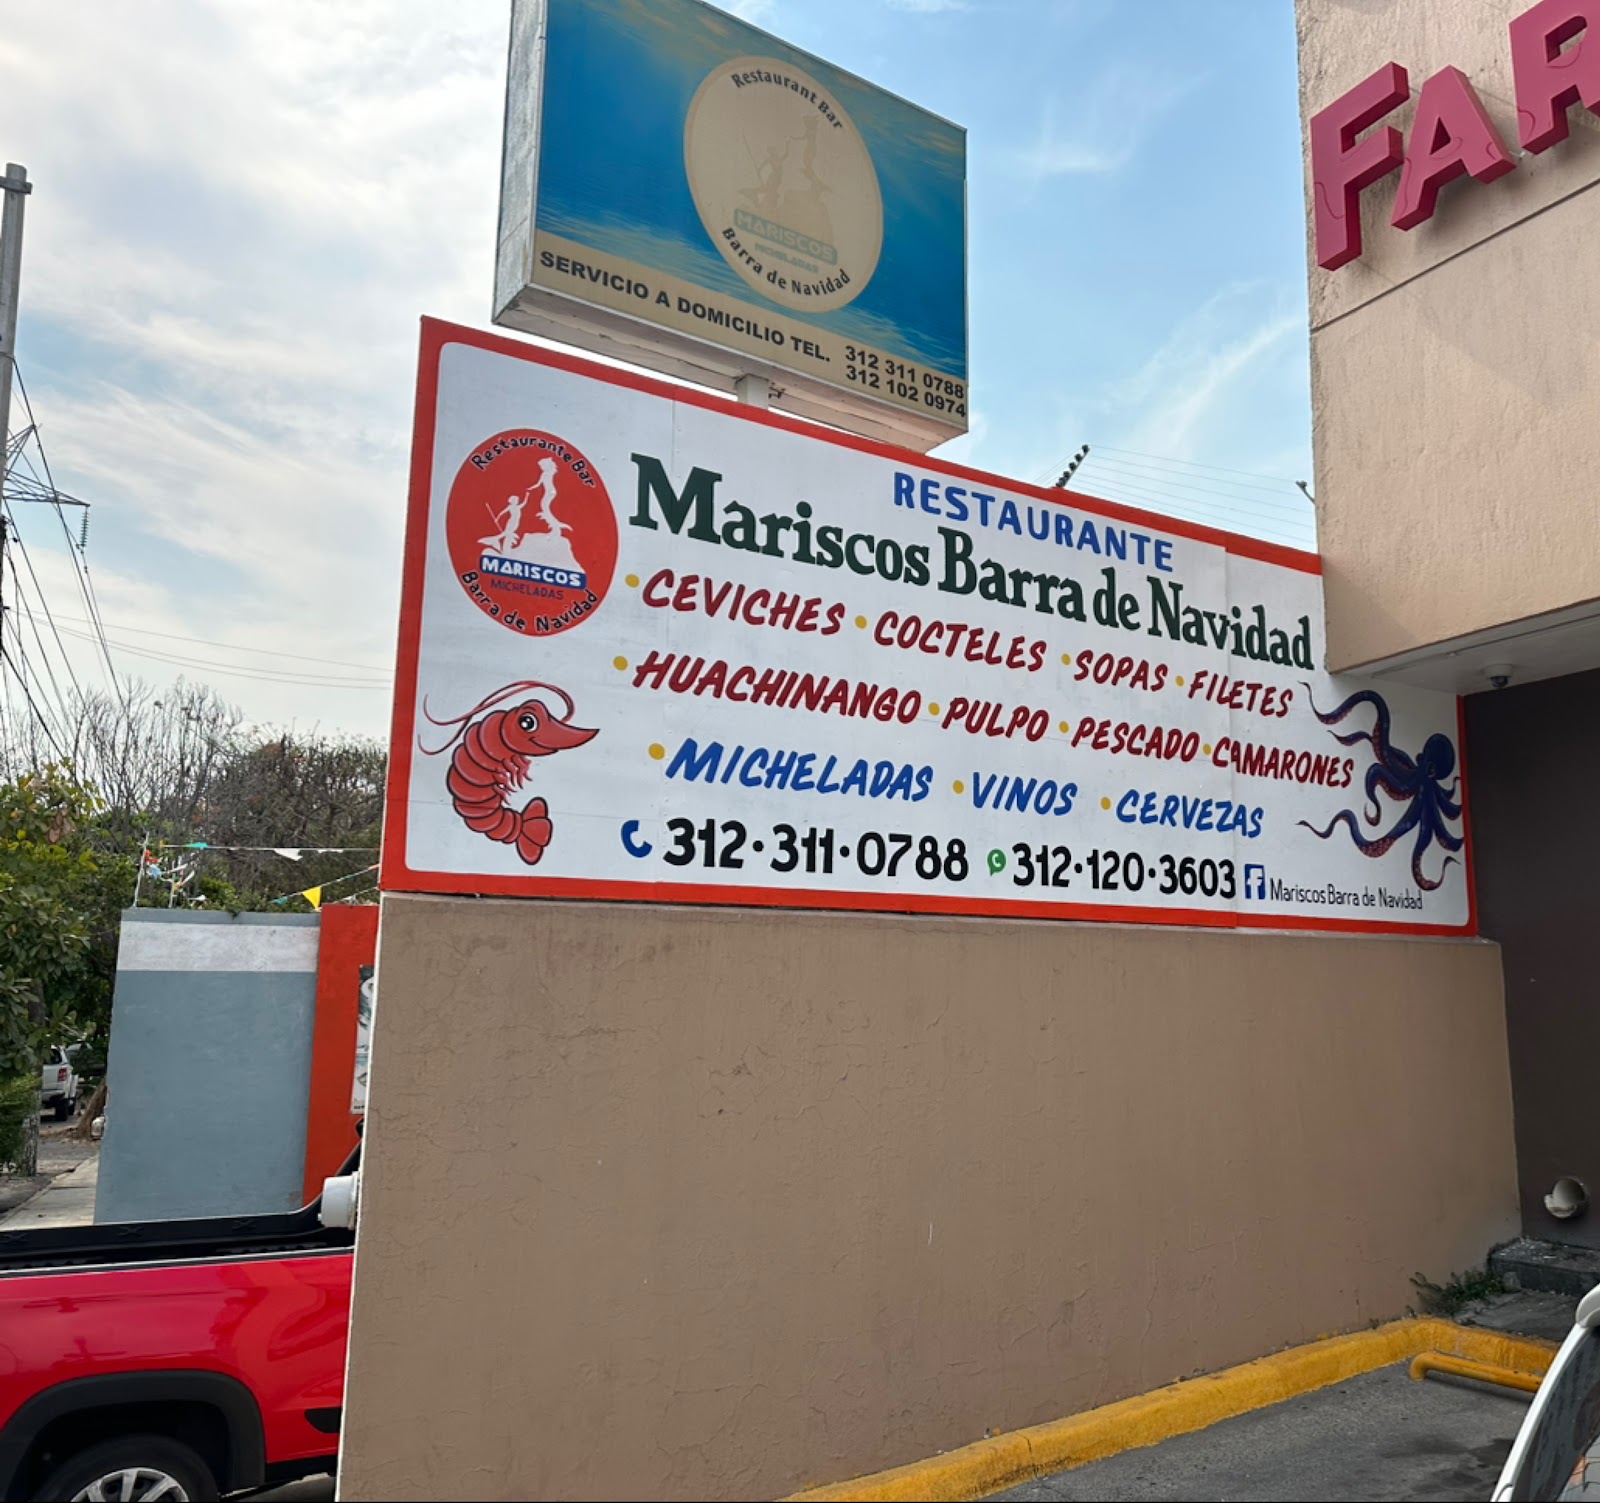 Restaurant Bar
MARISCOS
MICHELADAS
Barra de Navidad
SERVICIO A DOMICILIO TEL. 312 311 0788
312 102 0974
FAR
Restaurante Bar
MARISCOS
MICHELADAS
Barra de Navidad
RESTAURANTE
Mariscos Barra de Navidad
• CEVICHES • COCTELES • SOPAS • FILETES
• HUACHINANGO • PULPO • PESCADO • CAMARONES
• MICHELADAS • VINOS • CERVEZAS
312·311·0788 312·120·3603 f Mariscos Barra de Navidad